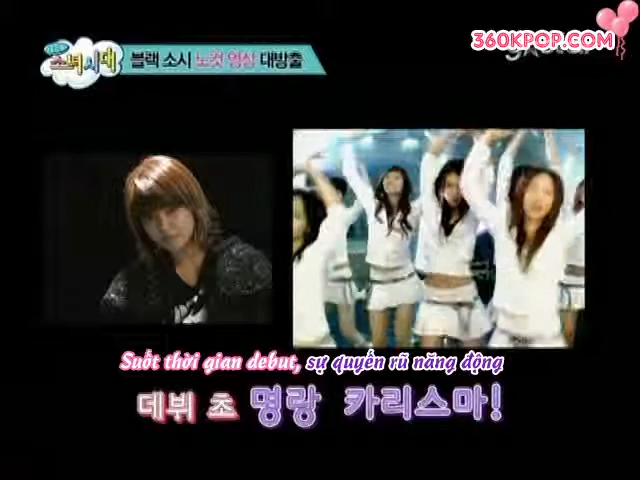 360KPOP.COM
소녀시대
블랙 소시 노컷 영상 대방출
Suốt thời gian debut, sự quyến rũ năng động
데뷔 초 명랑 카리스마!